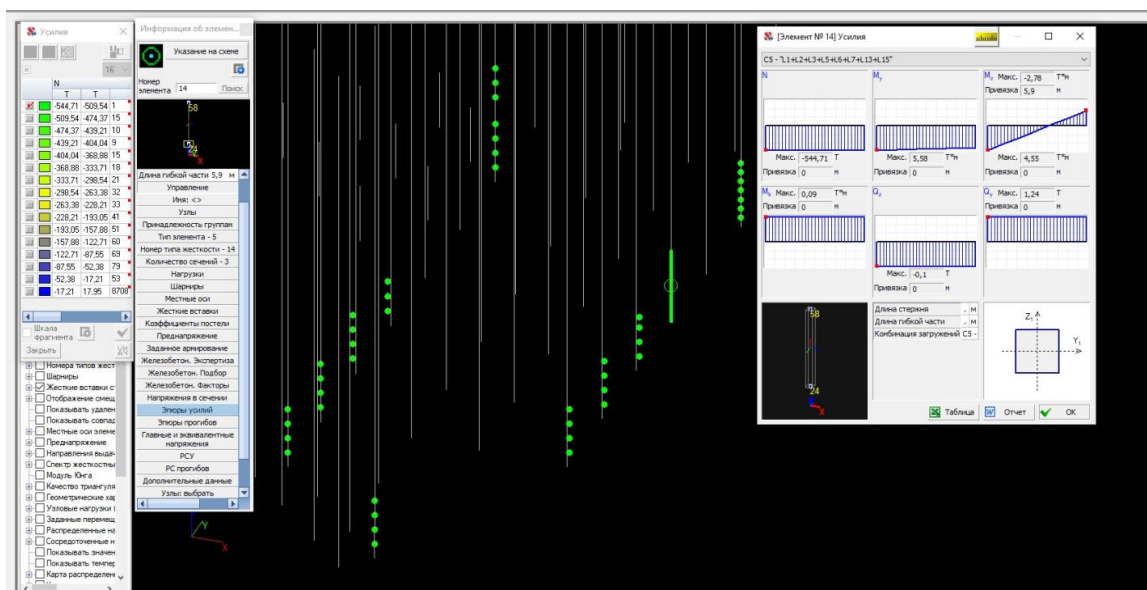 Усилия
16
N
Т Т
-544,71 -509,54 1
-509,54 -474,37 15
-474,37 -439,21 10
-439,21 -404,04 9
-404,04 -368,88 15
-368,88 -333,71 18
-333,71 -298,54 21
-298,54 -263,38 32
-263,38 -228,21 33
-228,21 -193,05 41
-193,05 -157,88 51
-157,88 -122,71 60
-122,71 -87,55 69
-87,55 -52,38 79
-52,38 -17,21 53
-17,21 17,95 8708
Шкала
фрагмента
Закрыть
Номера типов жест
Шарниры
Жесткие вставки с
Отображение смещ
Показывать удален
Показывать совпад
Местные оси элеме
Преднапряжение
Направления выдач
Спектр жесткостны
Модуль Юнга
Качество триангуля
Геометрические хар
Узловые нагрузки (
Заданные перемещ
Распределенные на
Сосредоточенные н
Показывать значен
Показывать темпер
Карта распределен
Информация об элемен...
Указание на схеме
Номер
элемента 14 Поиск
58
24
X
Длина гибкой части 5,9 м
Управление
Имя: <>
Узлы
Принадлежность группам
Тип элемента - 5
Номер типа жесткости - 14
Количество сечений - 3
Нагрузки
Шарниры
Местные оси
Жесткие вставки
Коэффициенты постели
Преднапряжение
Заданное армирование
Железобетон. Экспертиза
Железобетон. Подбор
Железобетон. Факторы
Напряжения в сечении
Эпюры усилий
Эпюры прогибов
Главные и эквивалентные
напряжения
РСУ
РС прогибов
Дополнительные данные
Узлы: выбрать
Y
X
[Элемент № 14] Усилия
C5 - "L1+L2+L3+L5+L6+L7+L13+L15"
N
Макс. -544,71 Т
Привязка 0 м
My
Макс. 5,58 Т*м
Привязка 0 м
Mz Макс. -2,78 Т*м
Привязка 5,9 м
Макс. 4,55 Т*м
Привязка 0 м
Mk Макс. 0,09 Т*м
Привязка 0 м
Qz
Макс. -0,1 Т
Привязка 0 м
Qy Макс. 1,24 Т
Привязка 0 м
58
24
X
Длина стержня , м
Длина гибкой части , м
Комбинация загружений C5 -
Z1
Y1
Таблица
Отчет
OK